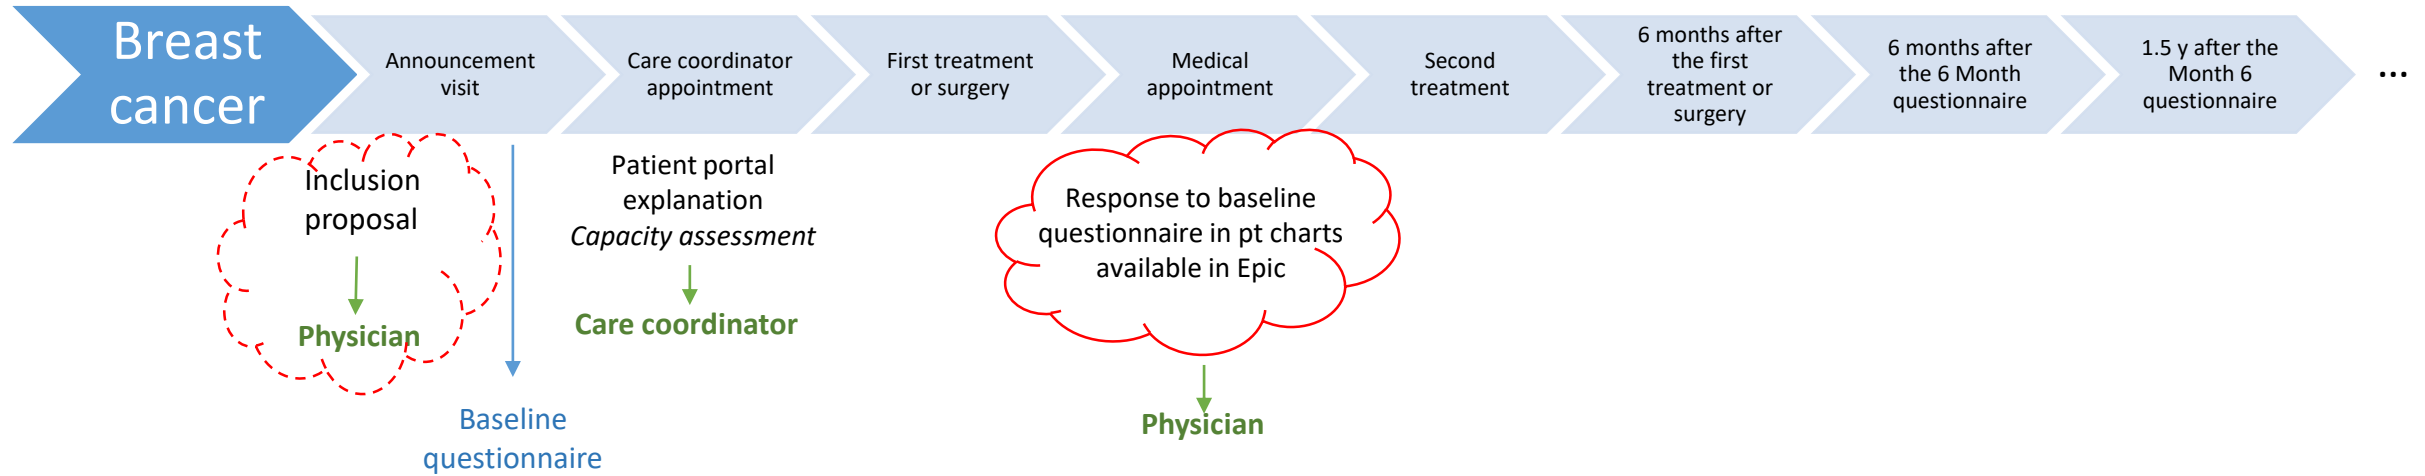 Breast
cancer
Announcement
visit
Care coordinator
appointment
First treatment
or surgery
Medical
appointment
Second
treatment
6 months after
the first
treatment or
surgery
6 months after
the 6 Month
questionnaire
1.5 y after the
Month 6
questionnaire
...
Inclusion
proposal
Physician
Baseline
questionnaire
Patient portal
explanation
Capacity assessment
Care coordinator
Response to baseline
questionnaire in pt charts
available in Epic
Physician